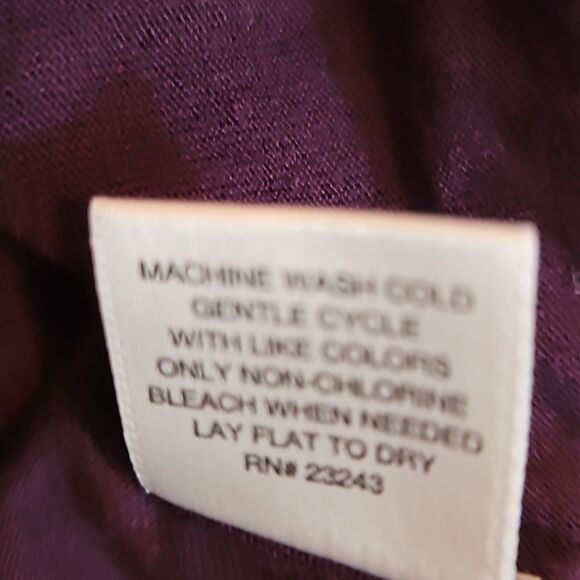 MACHINE WASH COLD
GENTLE CYCLE
WITH LIKE COLORS
ONLY NON-CHLORINE
BLEACH WHEN NEEDED
LAY FLAT TO DRY
RN# 23243